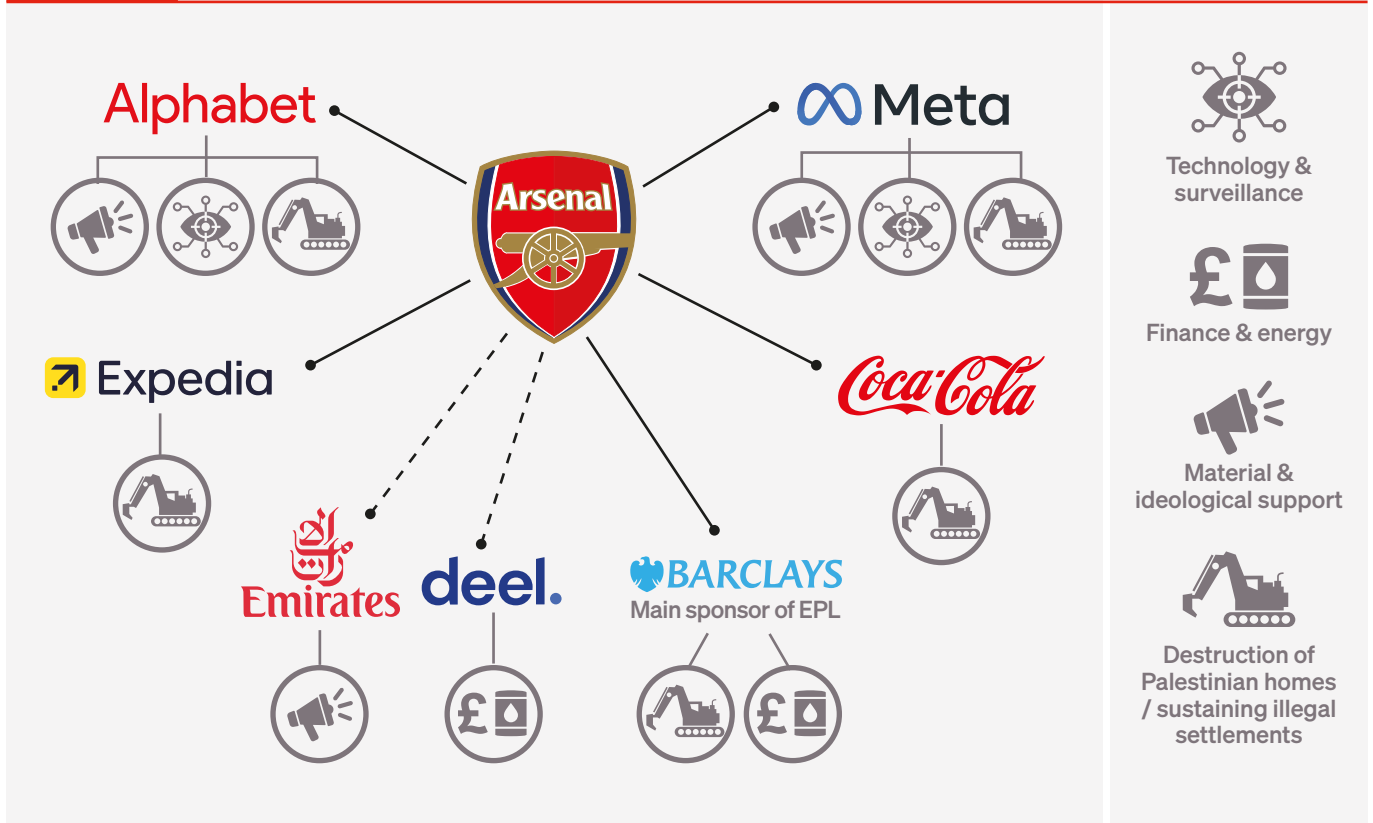 Alphabet
Meta
Arsenal
Expedia
Coca-Cola
Emirates
deel.
BARCLAYS
Main sponsor of EPL
£
£
Technology &
surveillance
£
Finance & energy
Material &
ideological support
Destruction of
Palestinian homes
/ sustaining illegal
settlements